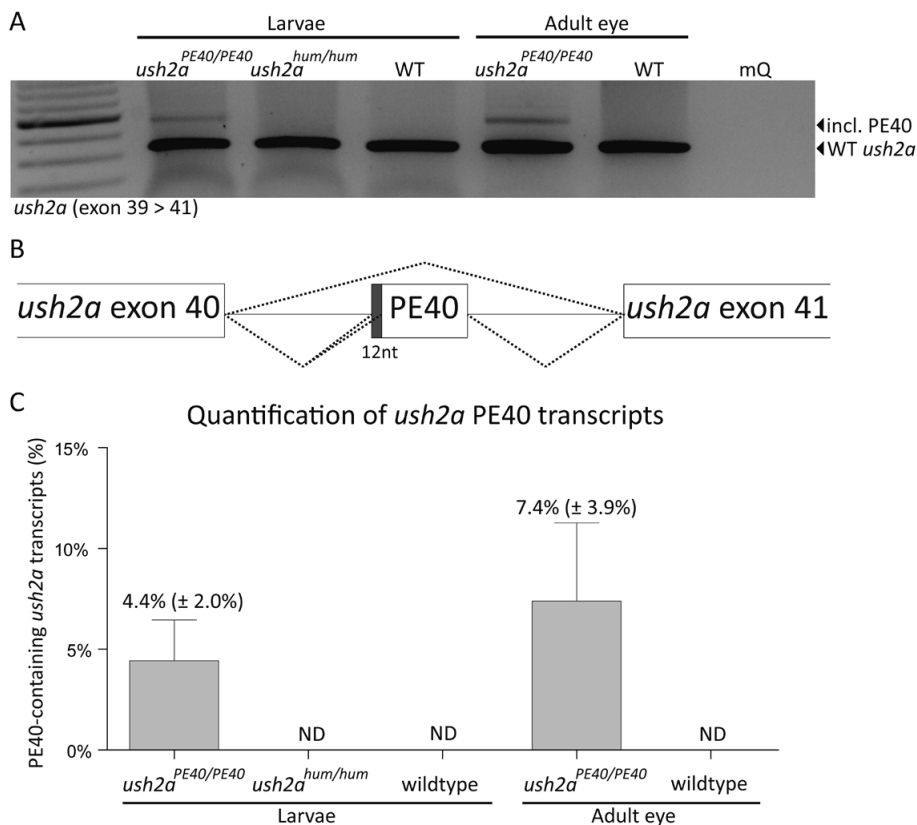 A
Larvae
Adult eye
ush2a^PE40/PE40 ush2a^hum/hum WT ush2a^PE40/PE40 WT mQ
incl. PE40
WT ush2a
ush2a (exon 39 > 41)
B
ush2a exon 40
PE40
ush2a exon 41
12nt
C
Quantification of ush2a PE40 transcripts
PE40-containing ush2a transcripts (%)
15%
10%
5%
0%
4.4% (± 2.0%)
ND
ND
7.4% (± 3.9%)
ND
ush2a^PE40/PE40 ush2a^hum/hum wildtype ush2a^PE40/PE40 wildtype
Larvae
Adult eye